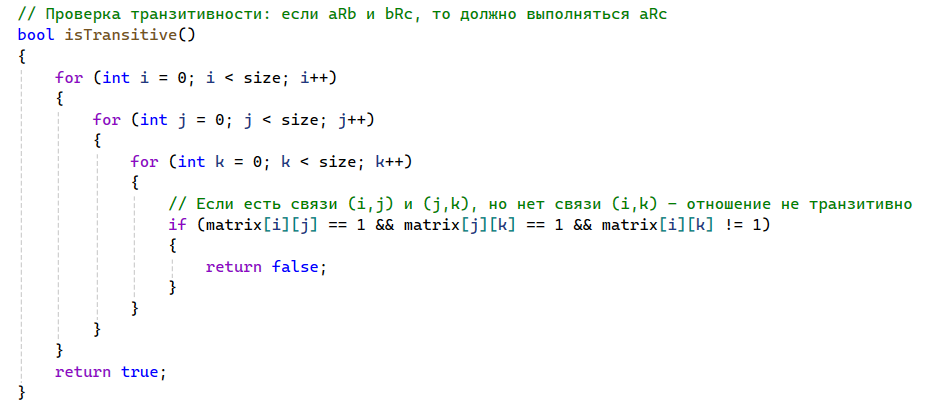 // Проверка транзитивности: если aRb и bRc, то должно выполняться aRc
bool isTransitive()
{
    for (int i = 0; i < size; i++)
    {
        for (int j = 0; j < size; j++)
        {
            for (int k = 0; k < size; k++)
            {
                // Если есть связи (i,j) и (j,k), но нет связи (i,k) – отношение не транзитивно
                if (matrix[i][j] == 1 && matrix[j][k] == 1 && matrix[i][k] != 1)
                {
                    return false;
                }
            }
        }
    }
    return true;
}